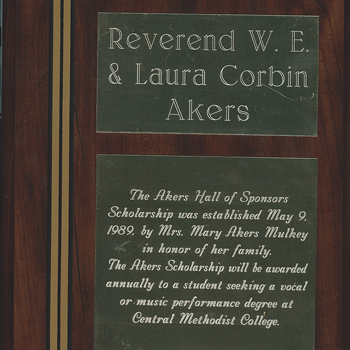 Reverend W. E.
& Laura Corbin
Akers
The Akers Hall of Sponsors
Scholarship was established May 9,
1989, by Mrs. Mary Akers Mulkey
in honor of her family.
The Akers Scholarship will be awarded
annually to a student seeking a vocal
or music performance degree at
Central Methodist College.